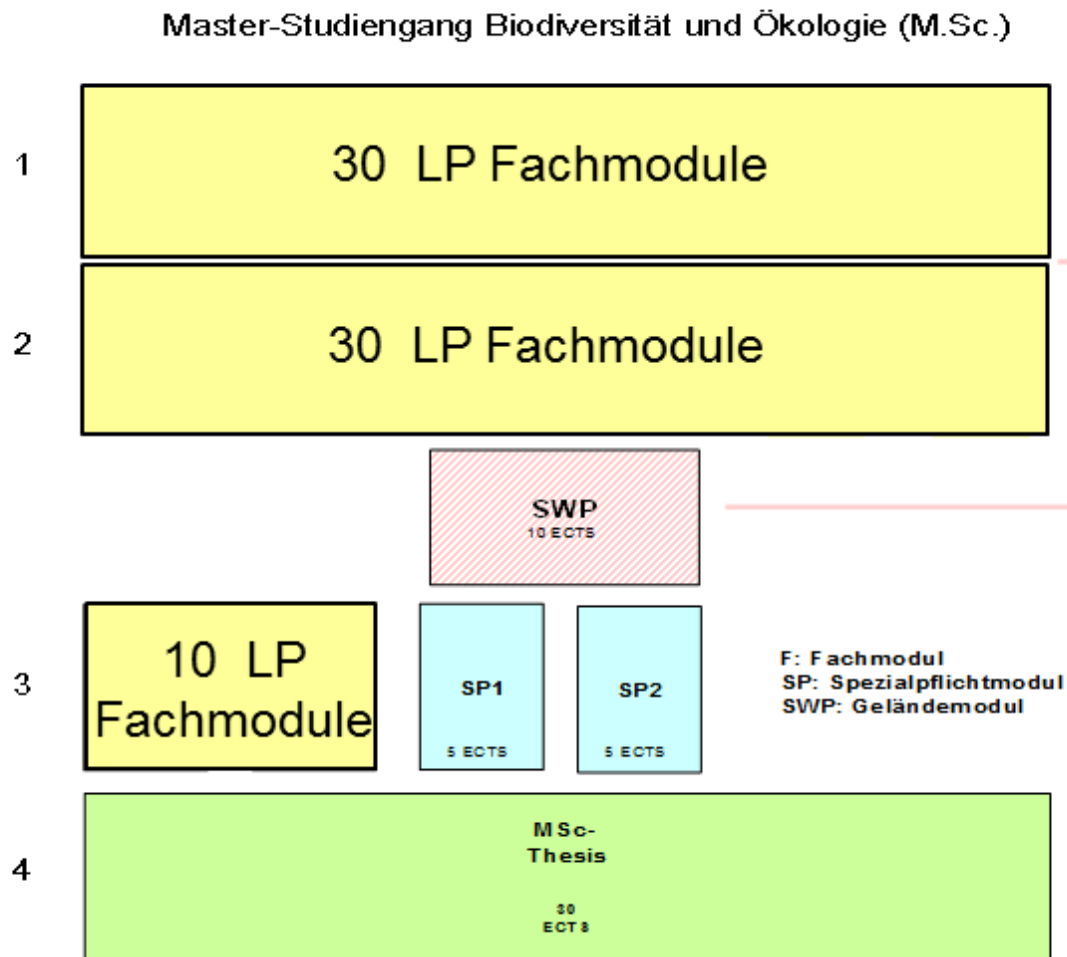 Master-Studiengang Biodiversität und Ökologie (M.Sc.)
1
30 LP Fachmodule
2
30 LP Fachmodule
SWP
10 ECTS
3
10 LP
Fachmodule
SP1
5 ECTS
SP2
5 ECTS
F: Fachmodul
SP: Spezialpflichtmodul
SWP: Geländemodul
4
MSc-
Thesis
30
ECTS